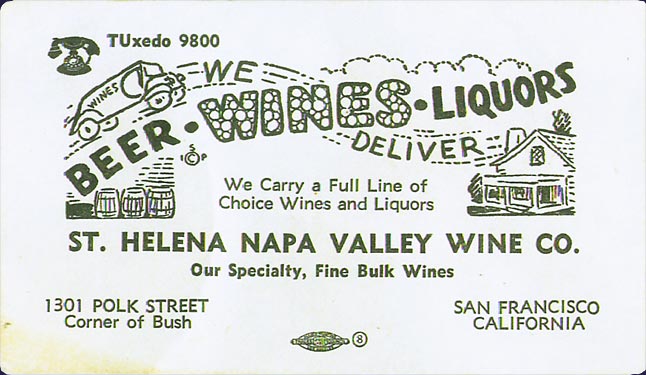 TUxedo 9800
WE
WINES
BEER • WINES • LIQUORS
DELIVER
S
I © P
We Carry a Full Line of
Choice Wines and Liquors
ST. HELENA NAPA VALLEY WINE CO.
Our Specialty, Fine Bulk Wines
1301 POLK STREET
Corner of Bush
SAN FRANCISCO
CALIFORNIA
8